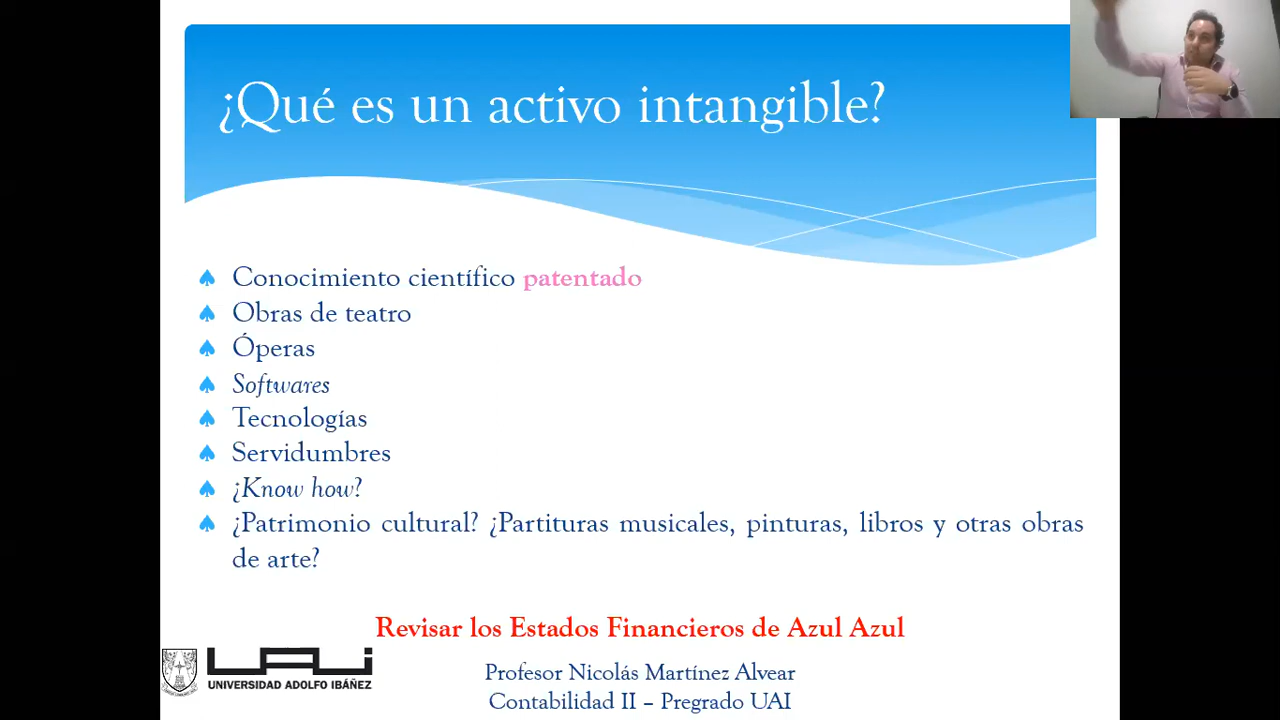 ¿Qué es un activo intangible?
Conocimiento científico patentado
Obras de teatro
Óperas
Softwares
Tecnologías
Servidumbres
¿Know how?
¿Patrimonio cultural? ¿Partituras musicales, pinturas, libros y otras obras
de arte?
Revisar los Estados Financieros de Azul Azul
UAI
UNIVERSIDAD ADOLFO IBÁÑEZ
Profesor Nicolás Martínez Alvear
Contabilidad II – Pregrado UAI